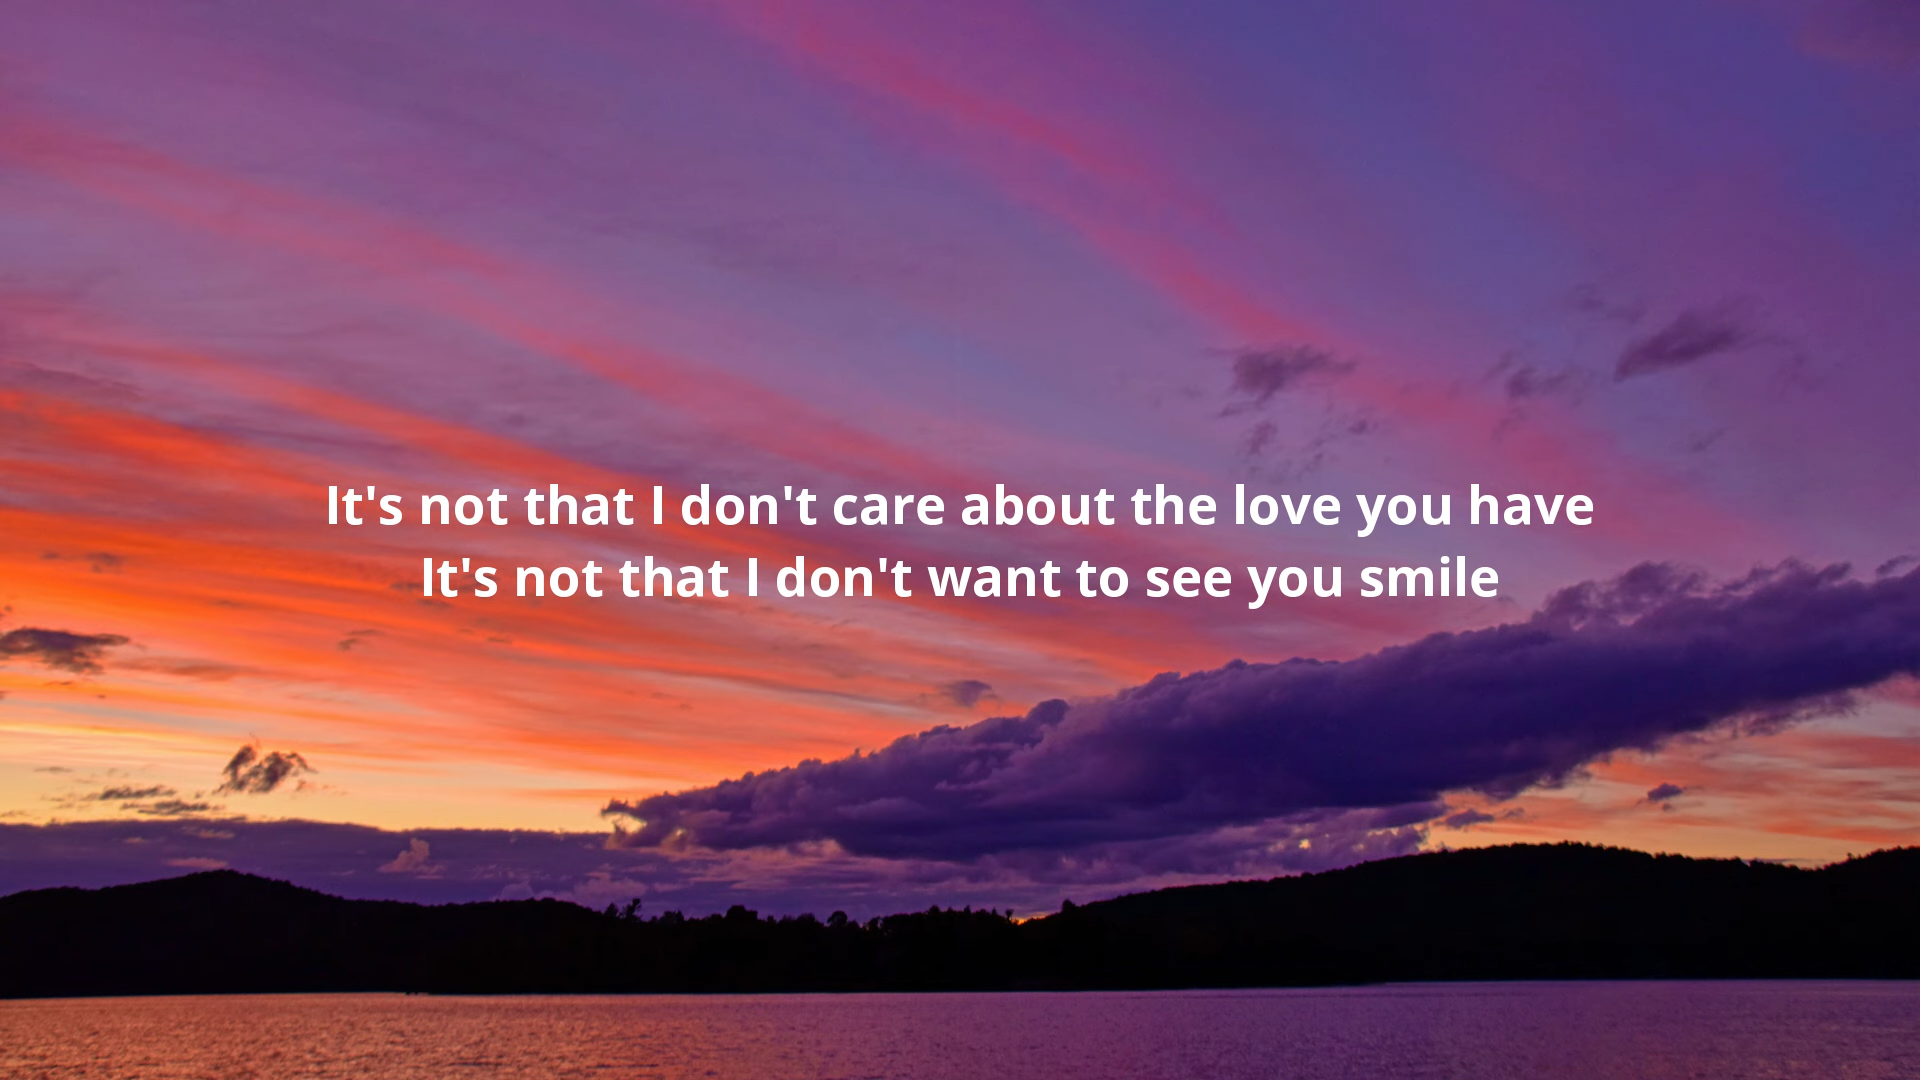 It's not that I don't care about the love you have
It's not that I don't want to see you smile